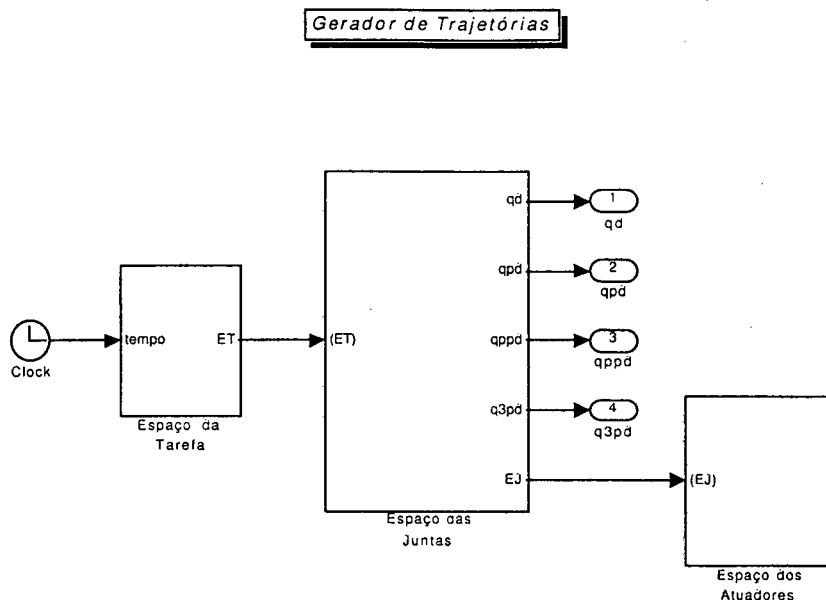 Gerador de Trajetórias
qd
1
qd
qpd
2
qpd
tempo
ET
(ET)
qppd
3
qppd
Clock
q3pd
4
q3pd
Espaço da
Tarefa
EJ
(EJ)
Espaço das
Juntas
Espaço dos
Atuadores